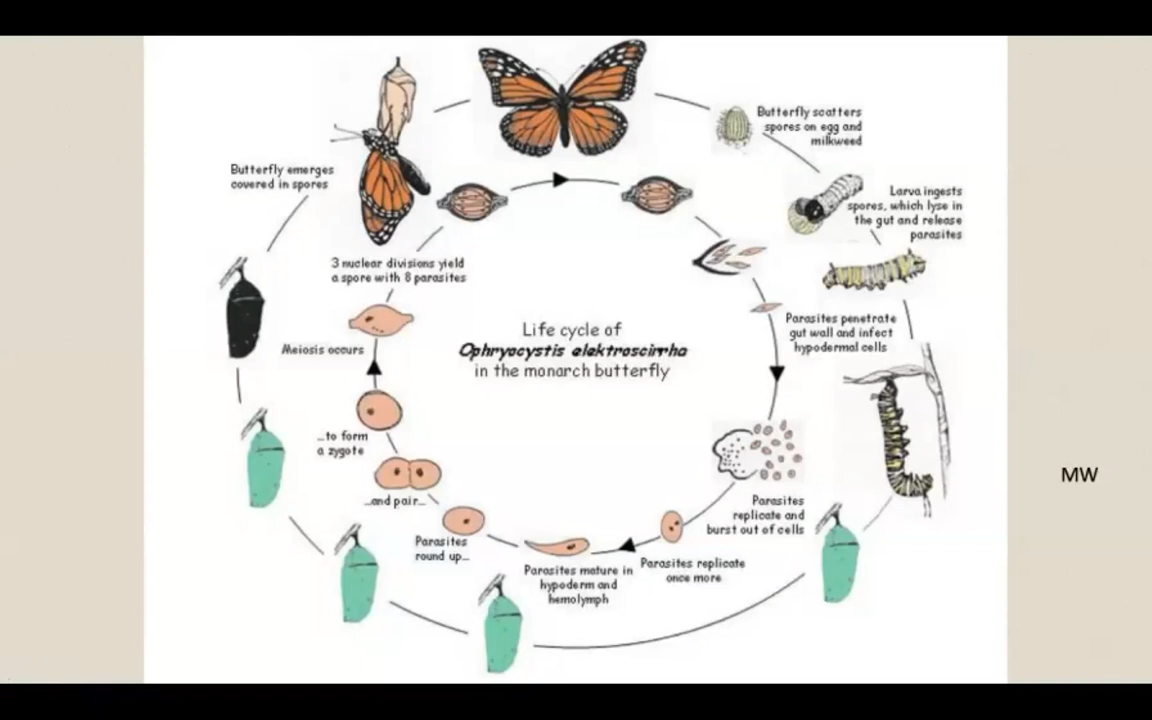 Butterfly scatters
spores on egg and
milkweed
Larva ingests
spores, which lyse in
the gut and release
parasites
Parasites penetrate
gut wall and infect
hypodermal cells
Parasites
replicate and
burst out of cells
Parasites replicate
once more
Parasites mature in
hypoderm and
hemolymph
Parasites
round up...
...and pair...
...to form
a zygote
Meiosis occurs
3 nuclear divisions yield
a spore with 8 parasites
Butterfly emerges
covered in spores
Life cycle of
Ophryocystis elektroscirrha
in the monarch butterfly
MW